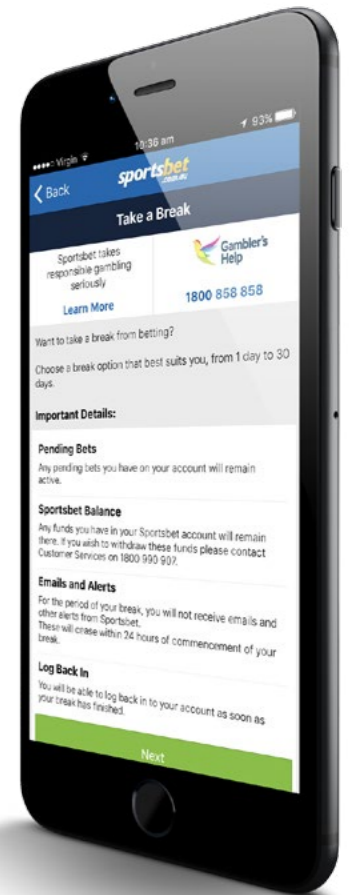 Virgin
10:36 am
93%
Back
sportsbet
.com.au
Take a Break
Sportsbet takes
responsible gambling
seriously
Learn More
Gambler's
Help
1800 858 858
Want to take a break from betting?
Choose a break option that best suits you, from 1 day to 30
days.
Important Details:
Pending Bets
Any pending bets you have on your account will remain
active.
Sportsbet Balance
Any funds you have in your Sportsbet account will remain
there. If you wish to withdraw these funds please contact
Customer Services on 1800 990 907.
Emails and Alerts
For the period of your break, you will not receive emails and
other alerts from Sportsbet.
These will crase within 24 hours of commencement of your
break.
Log Back In
You will be able to log back in to your account as soon as
your break has finished.
Next